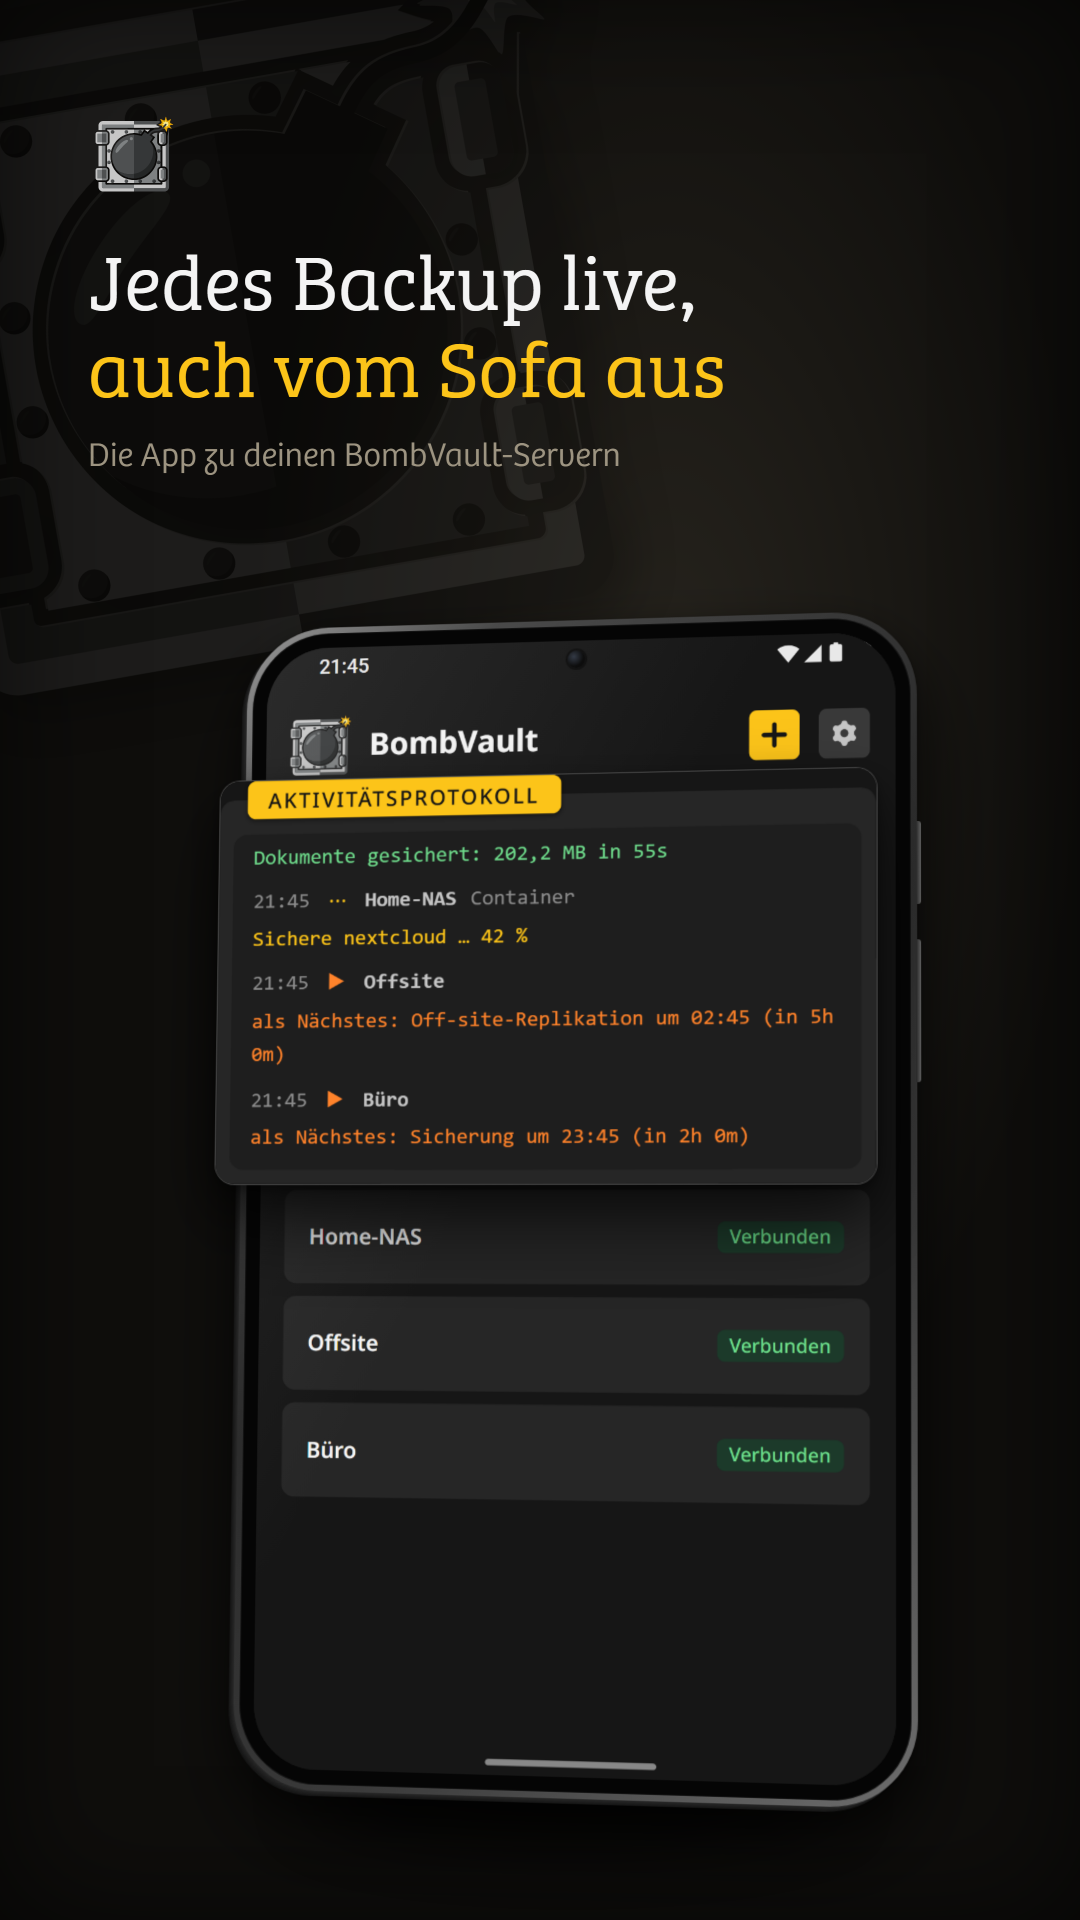 Jedes Backup live,
auch vom Sofa aus
Die App zu deinen BombVault-Servern
21:45
BombVault
AKTIVITÄTSPROTOKOLL
Dokumente gesichert: 202,2 MB in 55s
21:45 ··· Home-NAS Container
Sichere nextcloud … 42 %
21:45 ▶ Offsite
als Nächstes: Off-site-Replikation um 02:45 (in 5h
0m)
21:45 ▶ Büro
als Nächstes: Sicherung um 23:45 (in 2h 0m)
Home-NAS Verbunden
Offsite Verbunden
Büro Verbunden